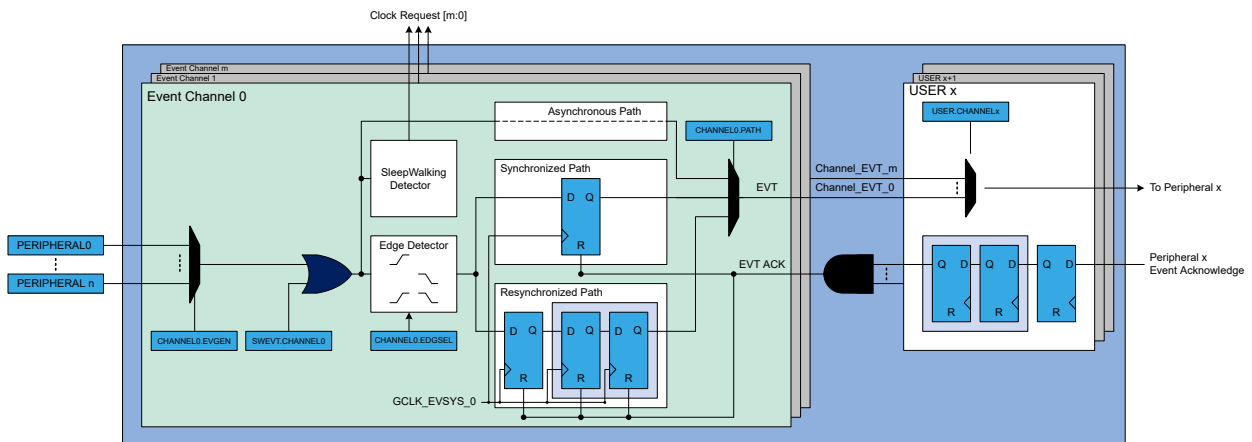 Clock Request [m:0]
Event Channel m
Event Channel 1
Event Channel 0
USER x+1
USER x
Asynchronous Path
CHANNEL0.PATH
USER.CHANNELx
SleepWalking
Detector
Synchronized Path
D Q
R
EVT
Channel_EVT_m
Channel_EVT_0
To Peripheral x
PERIPHERAL0
PERIPHERAL n
Edge Detector
EVT ACK
Q D
R
Q D
R
Q D
R
Peripheral x
Event Acknowledge
Resynchronized Path
D Q
R
D Q
R
D Q
R
CHANNEL0.EVGEN
SWEVT.CHANNEL0
CHANNEL0.EDGSEL
GCLK_EVSYS_0